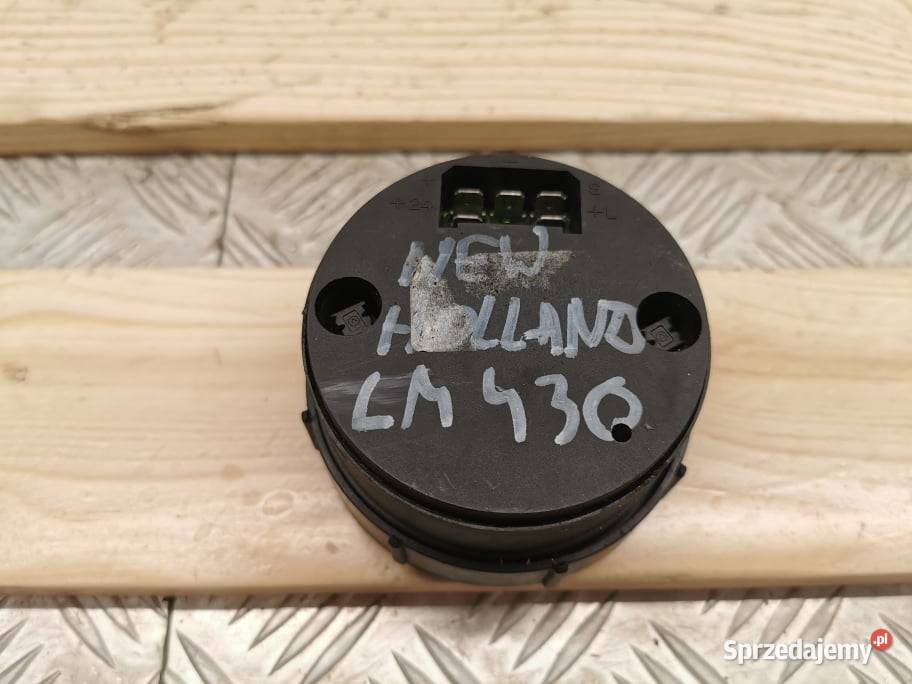 -
+ S
+24 +L
NEW
HOLLAND
LM 430
Sprzedajemy.pl